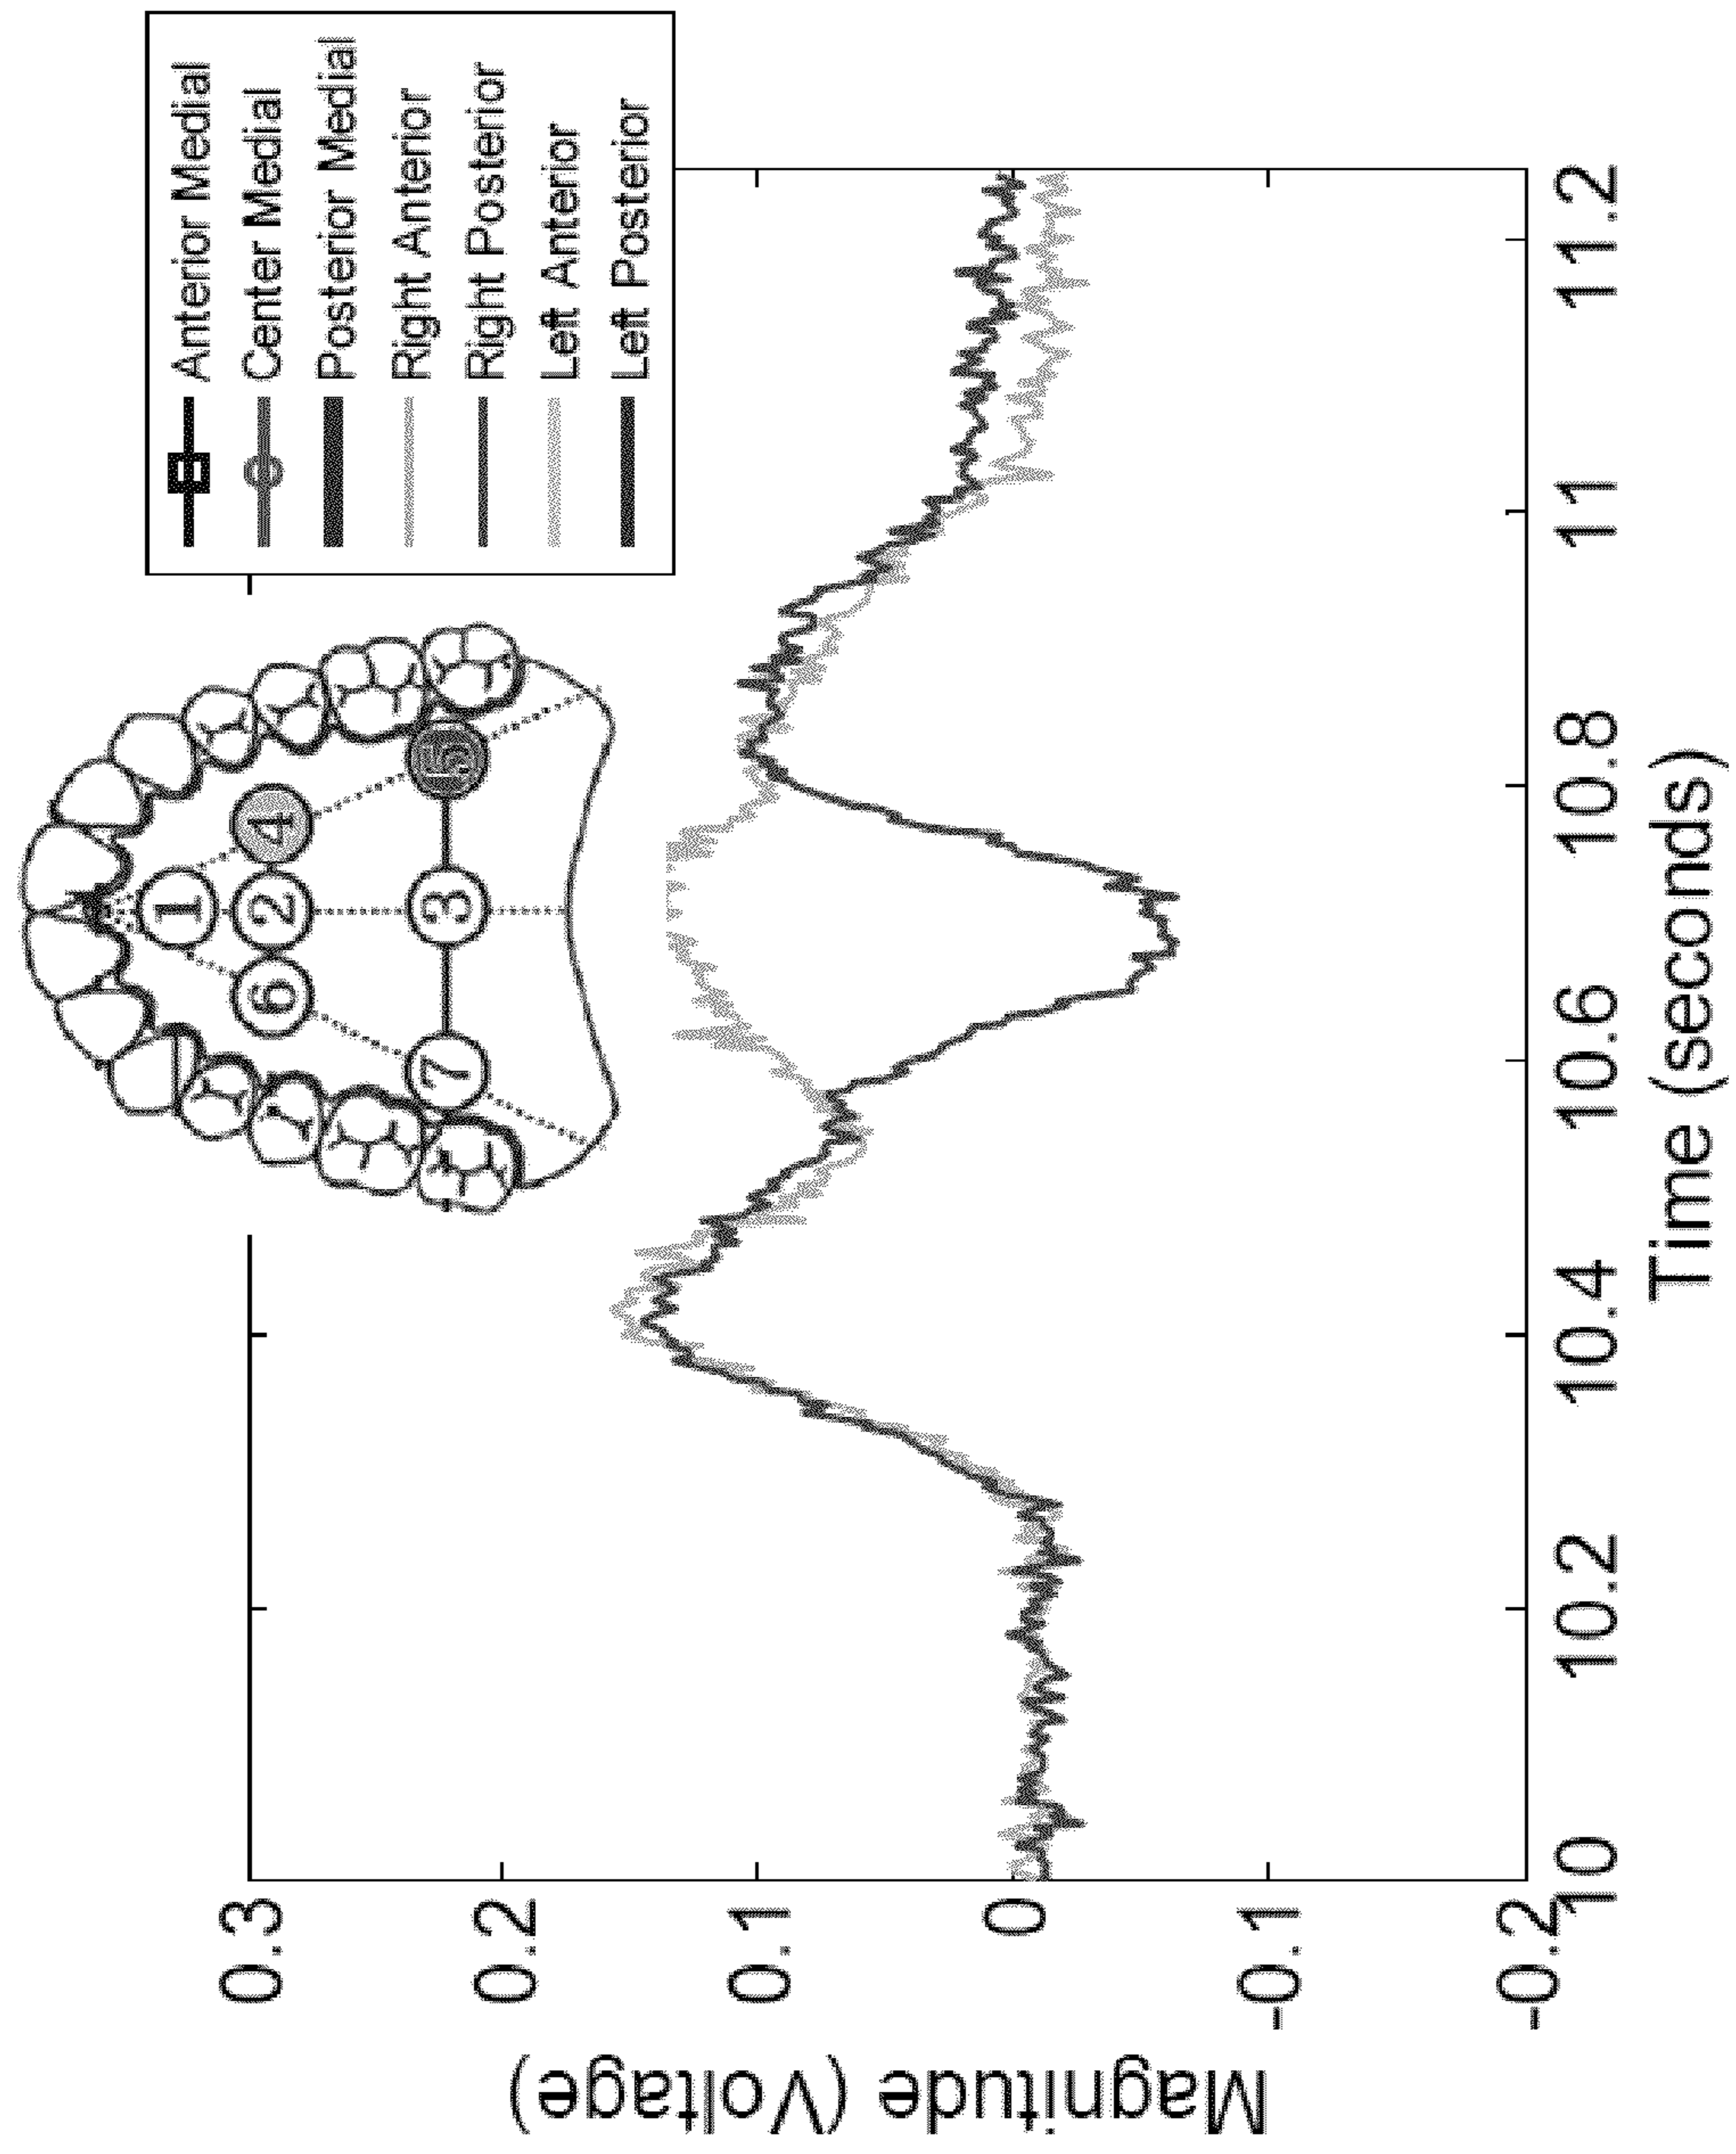 Anterior Medial
Center Medial
Posterior Medial
Right Anterior
Right Posterior
Left Anterior
Left Posterior
1
6 2 4
7 3 5
0.3
0.2
0.1
0
-0.1
-0.2
Magnitude (Voltage)
10 10.2 10.4 10.6 10.8 11 11.2
Time (seconds)